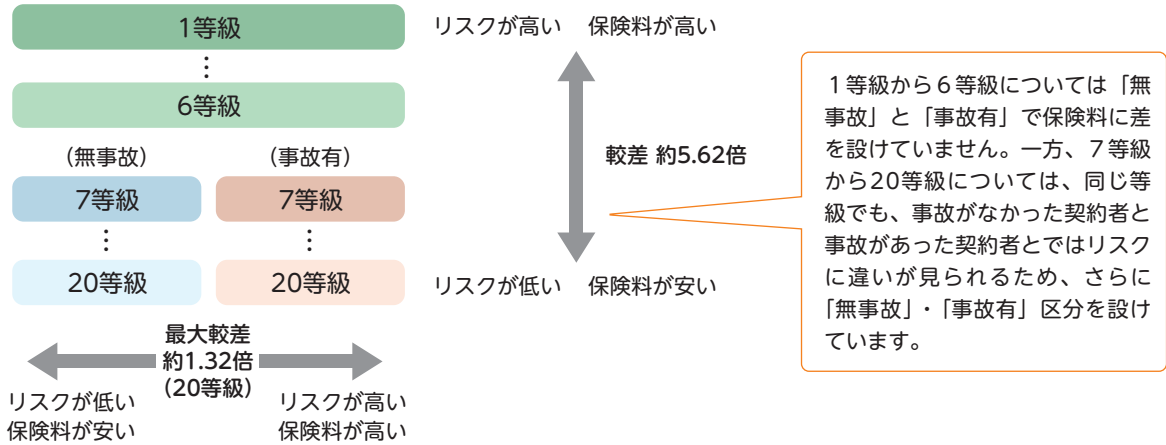 1等級
リスクが高い 保険料が高い
⋮
6等級
(無事故)
(事故有)
7等級
7等級
⋮
⋮
20等級
20等級
較差 約5.62倍
リスクが低い 保険料が安い
1等級から6等級については「無
事故」と「事故有」で保険料に差
を設けていません。一方、7等級
から20等級については、同じ等
級でも、事故がなかった契約者と
事故があった契約者とではリスク
に違いが見られるため、さらに
「無事故」・「事故有」区分を設け
ています。
最大較差
約1.32倍
(20等級)
リスクが低い
保険料が安い
リスクが高い
保険料が高い